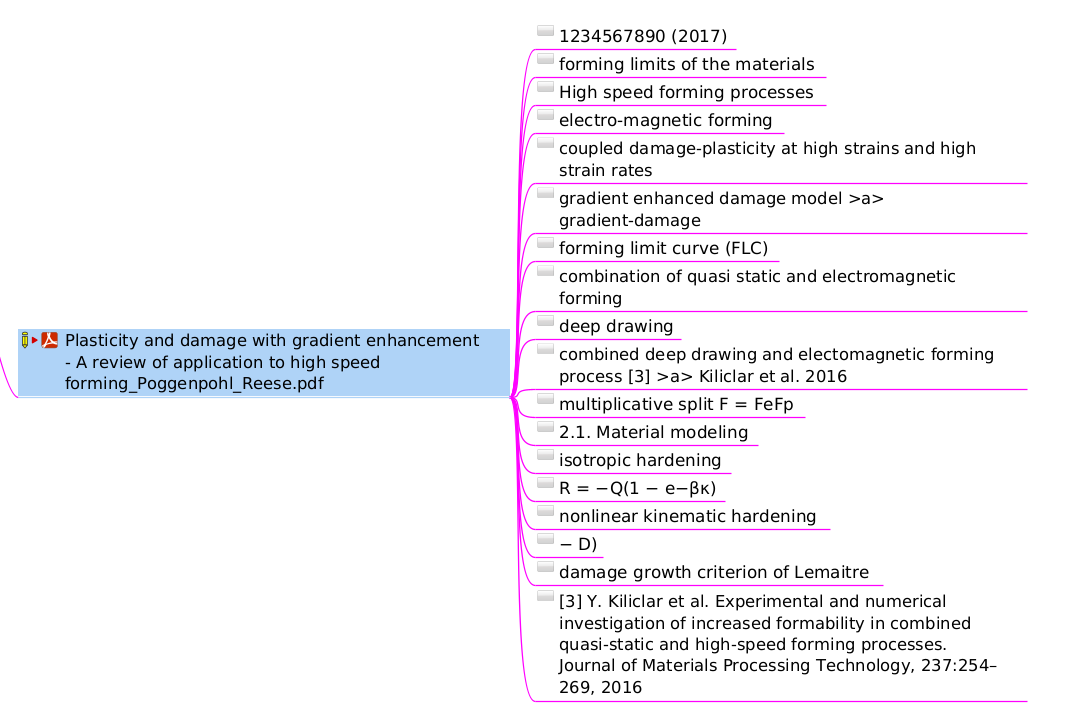 1234567890 (2017)
forming limits of the materials
High speed forming processes
electro-magnetic forming
coupled damage-plasticity at high strains and high
strain rates
gradient enhanced damage model >a>
gradient-damage
forming limit curve (FLC)
combination of quasi static and electromagnetic
forming
deep drawing
Plasticity and damage with gradient enhancement
- A review of application to high speed
forming_Poggenpohl_Reese.pdf
combined deep drawing and electomagnetic forming
process [3] >a> Kiliclar et al. 2016
multiplicative split F = FeFp
2.1. Material modeling
isotropic hardening
R = −Q(1 − e−βκ)
nonlinear kinematic hardening
− D)
damage growth criterion of Lemaitre
[3] Y. Kiliclar et al. Experimental and numerical
investigation of increased formability in combined
quasi-static and high-speed forming processes.
Journal of Materials Processing Technology, 237:254–
269, 2016